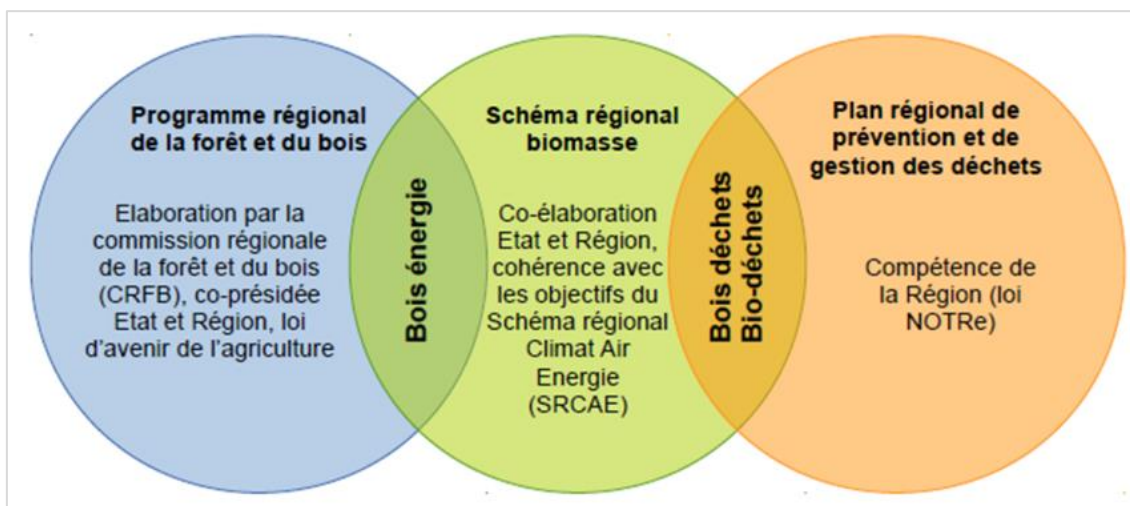 Programme régional
de la forêt et du bois
Elaboration par la
commission régionale
de la forêt et du bois
(CRFB), co-présidée
Etat et Région, loi
d'avenir de l'agriculture
Bois énergie
Schéma régional
biomasse
Co-élaboration
Etat et Région,
cohérence avec
les objectifs du
Schéma régional
Climat Air
Energie
(SRCAE)
Bois déchets
Bio-déchets
Plan régional de
prévention et de
gestion des déchets
Compétence de
la Région (loi
NOTRe)